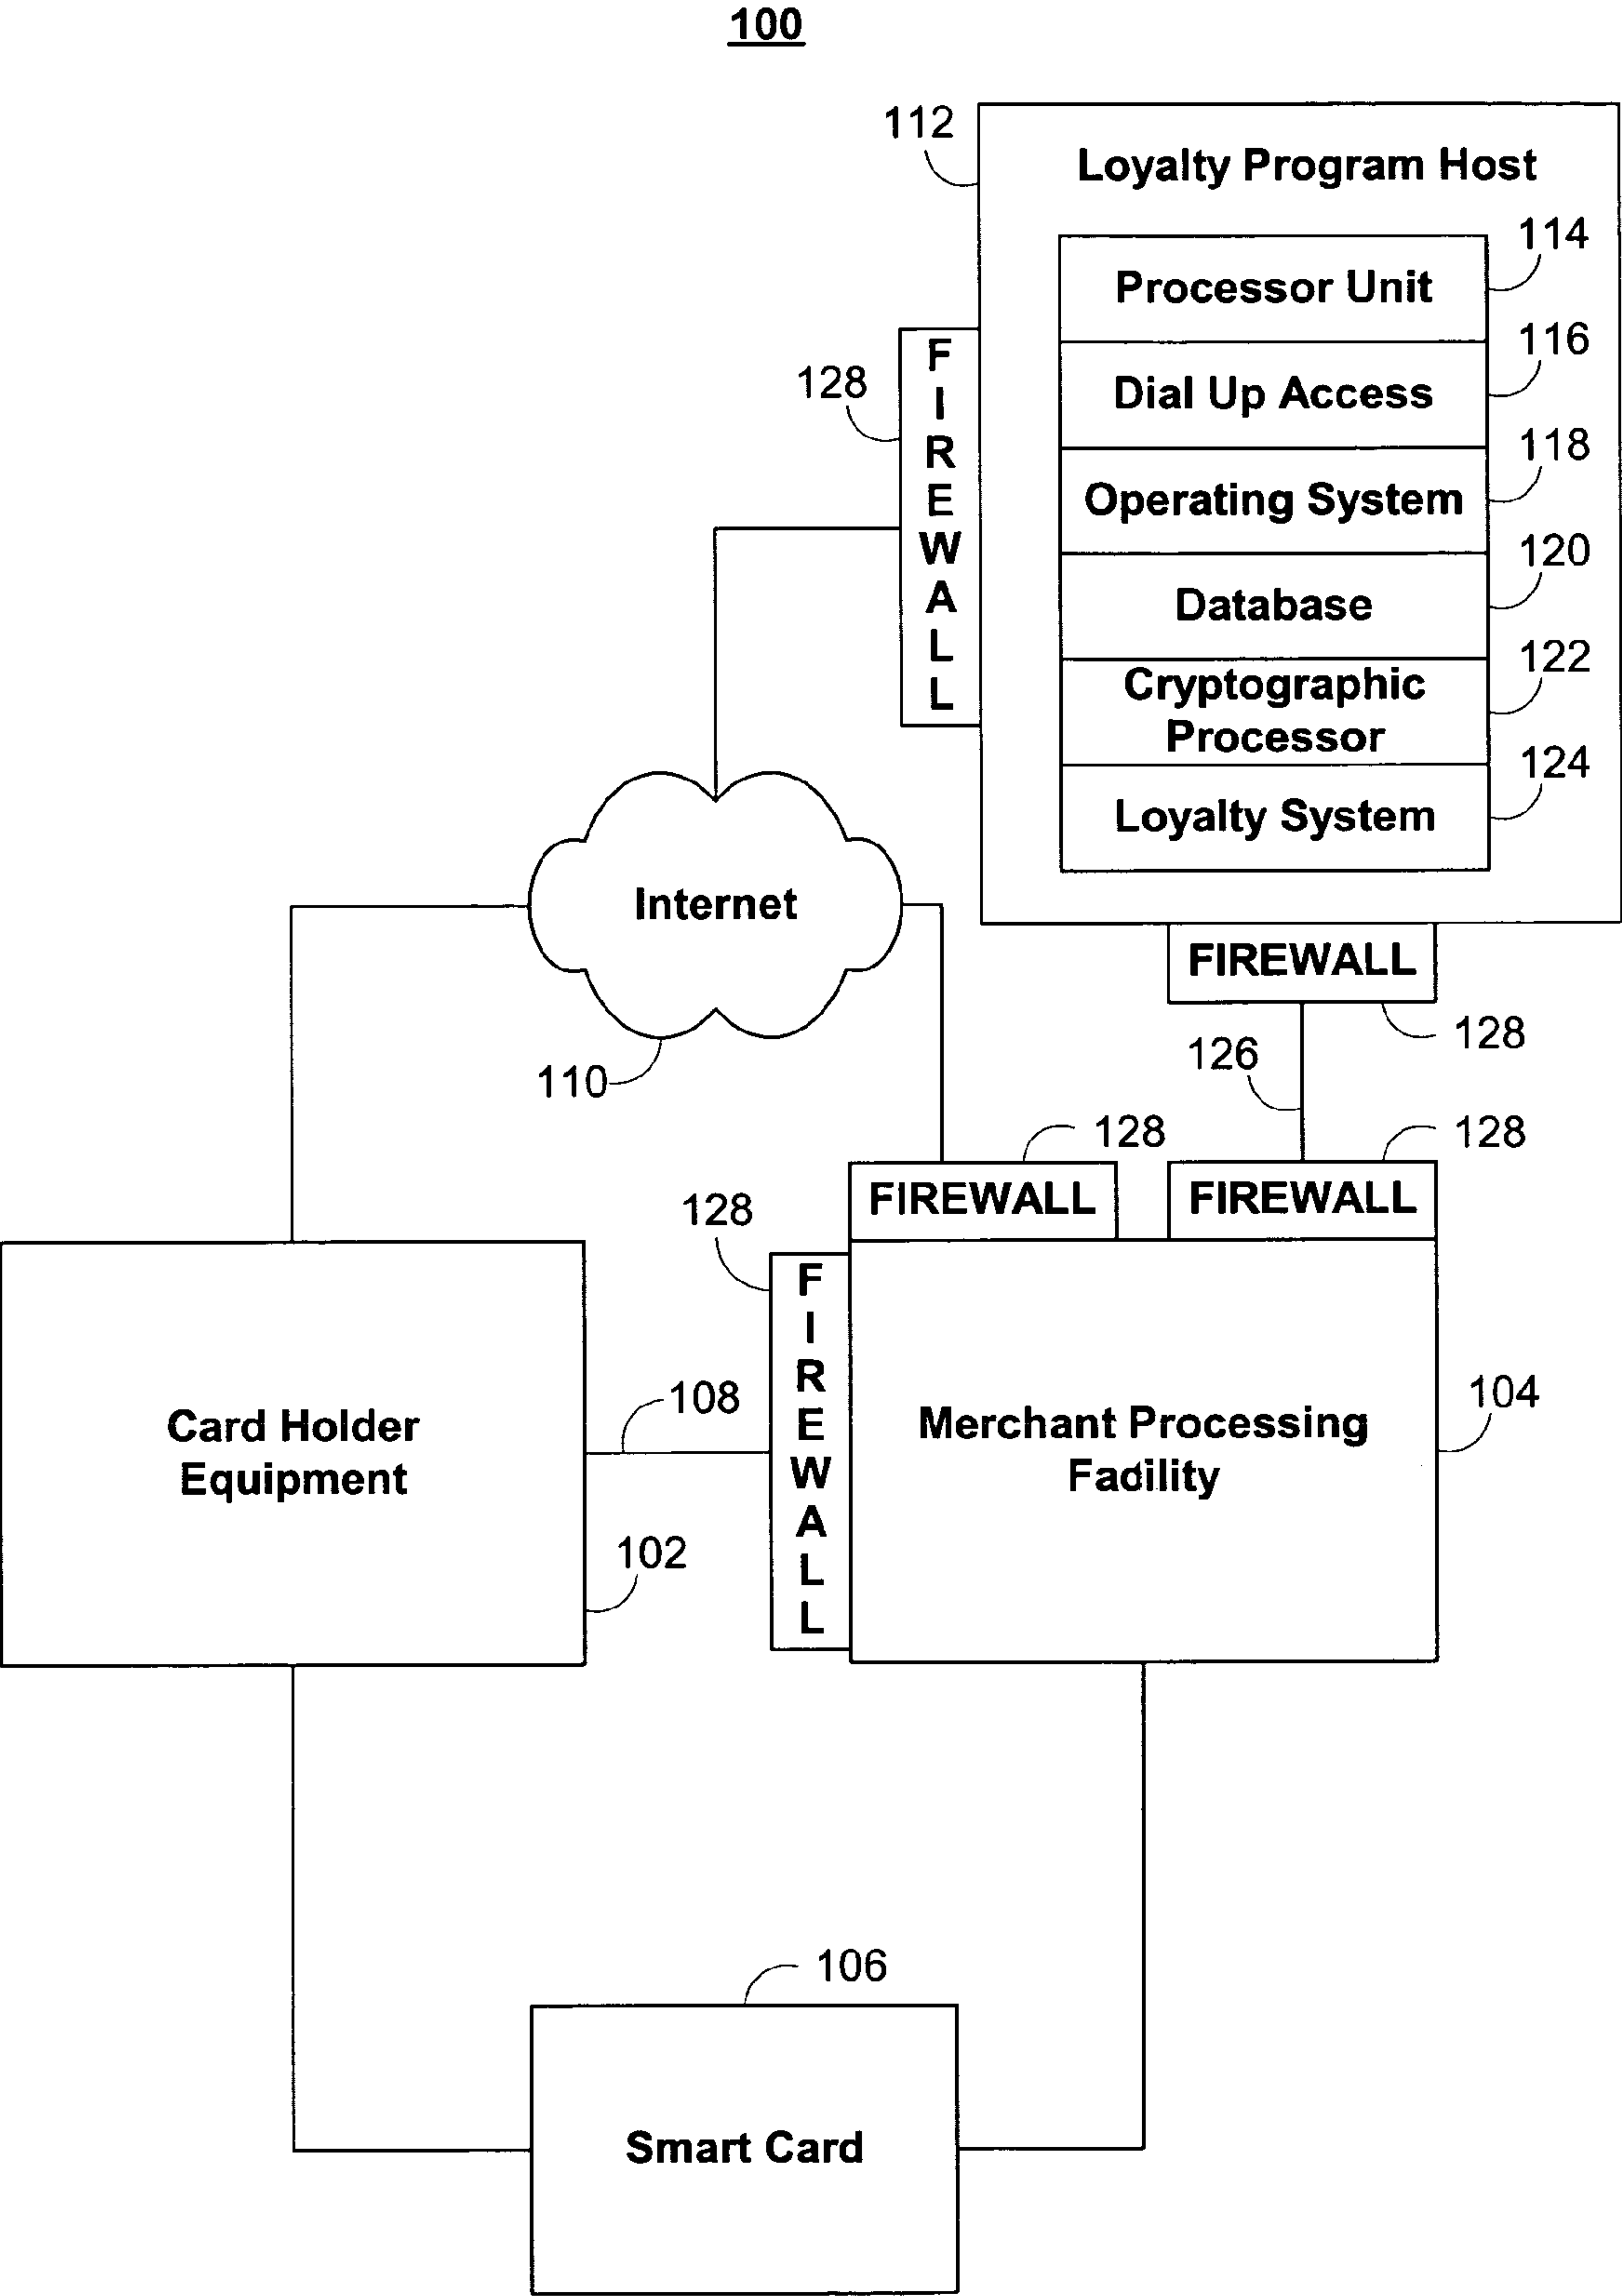 100
112
Loyalty Program Host
114
Processor Unit
116
Dial Up Access
128
FIREWALL
118
Operating System
120
Database
122
Cryptographic
Processor
124
Loyalty System
Internet
110
FIREWALL
128
126
128
FIREWALL
128
FIREWALL
128
FIREWALL
Card Holder
Equipment
108
102
Merchant Processing
Fadility
104
106
Smart Card